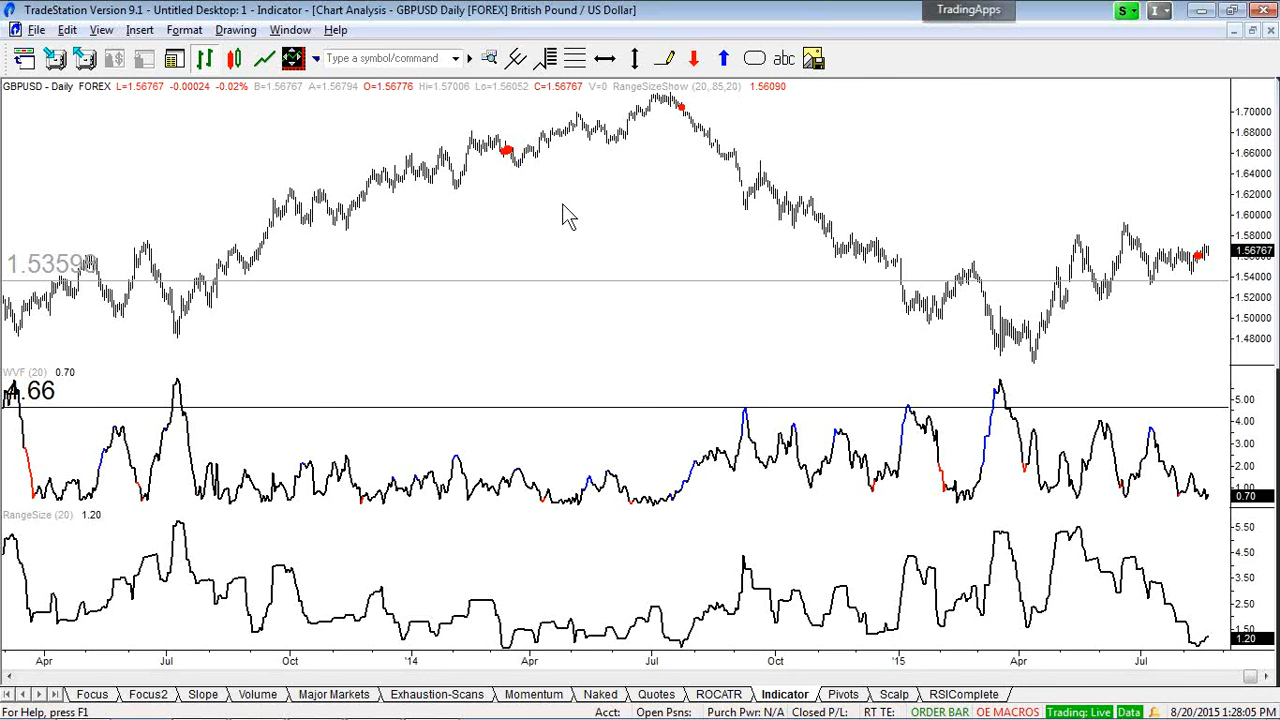 TradeStation Version 9.1 - Untitled Desktop: 1 - Indicator - [Chart Analysis - GBPUSD Daily [FOREX] British Pound / US Dollar]
TradingApps
S
I
File Edit View Insert Format Drawing Window Help
Type a symbol/command
abc
GBPUSD - Daily FOREX L=1.56767 -0.00024 -0.02% B=1.56767 A=1.56794 O=1.56776 Hi=1.57006 Lo=1.56052 C=1.56767 V=0 RangeSizeShow (20,.85,20) 1.56090
1.70000
1.68000
1.66000
1.64000
1.62000
1.60000
1.58000
1.56767
1.53593
1.54000
1.52000
1.50000
1.48000
WVF (20) 0.70
4.66
5.00
4.00
3.00
2.00
1.00
0.70
RangeSize (20) 1.20
5.50
4.50
3.50
2.50
1.50
1.20
Apr Jul Oct '14 Apr Jul Oct '15 Apr Jul
Focus Focus2 Slope Volume Major Markets Exhaustion-Scans Momentum Naked Quotes ROCATR Indicator Pivots Scalp RSIComplete
For Help, press F1 Acct: Open Psns: Purch Pwr: N/A Closed P/L: RT TE: ORDER BAR OE MACROS Trading: Live Data 8/20/2015 1:28:05 PM